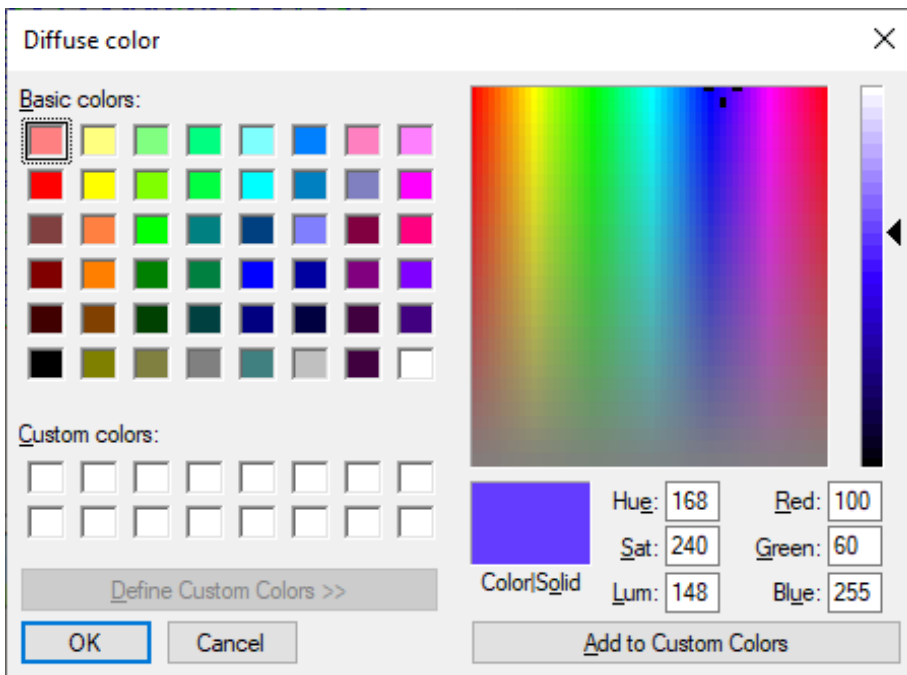 Diffuse color
Basic colors:
Custom colors:
Define Custom Colors >>
OK
Cancel
Color|Solid
Hue: 168
Sat: 240
Lum: 148
Red: 100
Green: 60
Blue: 255
Add to Custom Colors